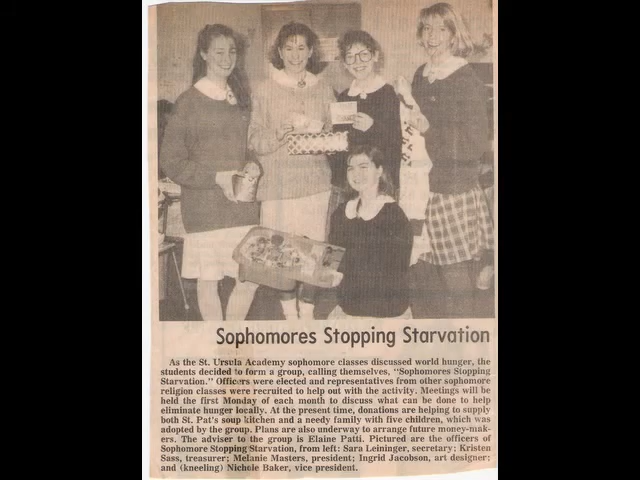 Sophomores Stopping Starvation
As the St. Ursula Academy sophomore classes discussed world hunger, the
students decided to form a group, calling themselves, "Sophomores Stopping
Starvation." Officers were elected and representatives from other sophomore
religion classes were recruited to help out with the activity. Meetings will be
held the first Monday of each month to discuss what can be done to help
eliminate hunger locally. At the present time, donations are helping to supply
both St. Pat's soup kitchen and a needy family with five children, which was
adopted by the group. Plans are also underway to arrange future money-mak-
ers. The adviser to the group is Elaine Patti. Pictured are the officers of
Sophomore Stopping Starvation, from left: Sara Leininger, secretary; Kristen
Sass, treasurer; Melanie Masters, president; Ingrid Jacobson, art designer;
and (kneeling) Nichole Baker, vice president.